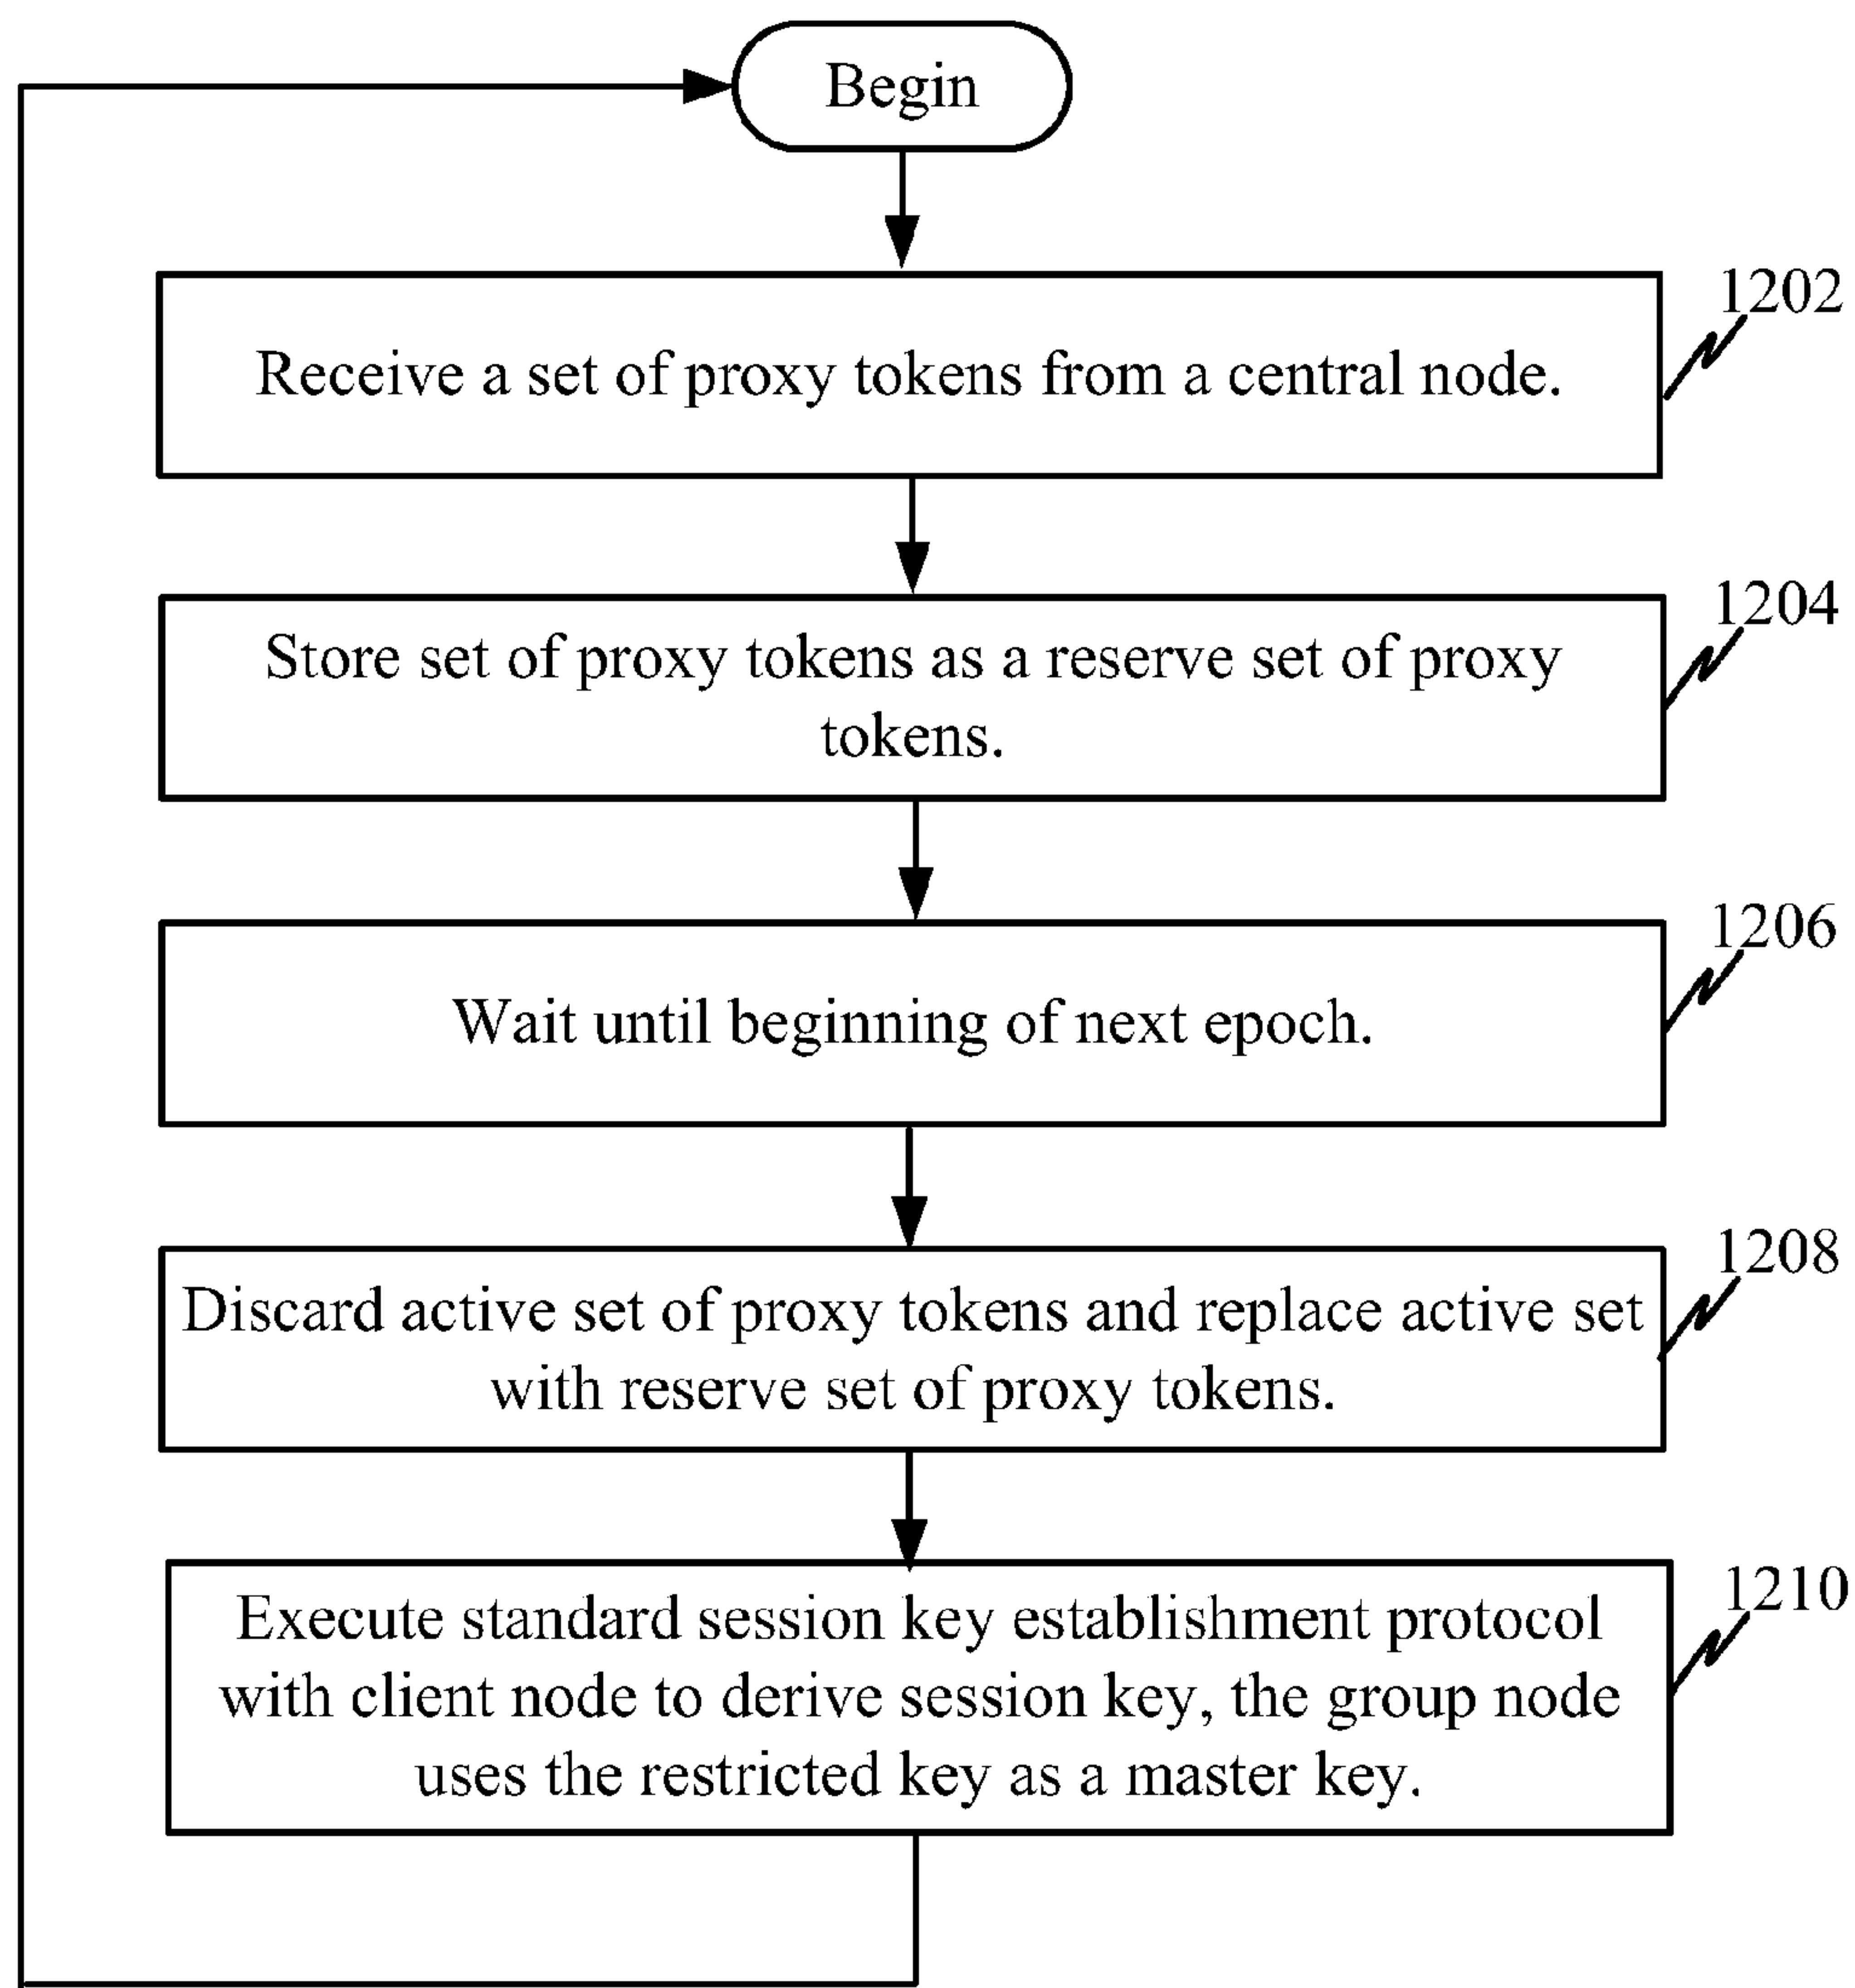 Begin
1202
Receive a set of proxy tokens from a central node.
1204
Store set of proxy tokens as a reserve set of proxy
tokens.
1206
Wait until beginning of next epoch.
1208
Discard active set of proxy tokens and replace active set
with reserve set of proxy tokens.
1210
Execute standard session key establishment protocol
with client node to derive session key, the group node
uses the restricted key as a master key.